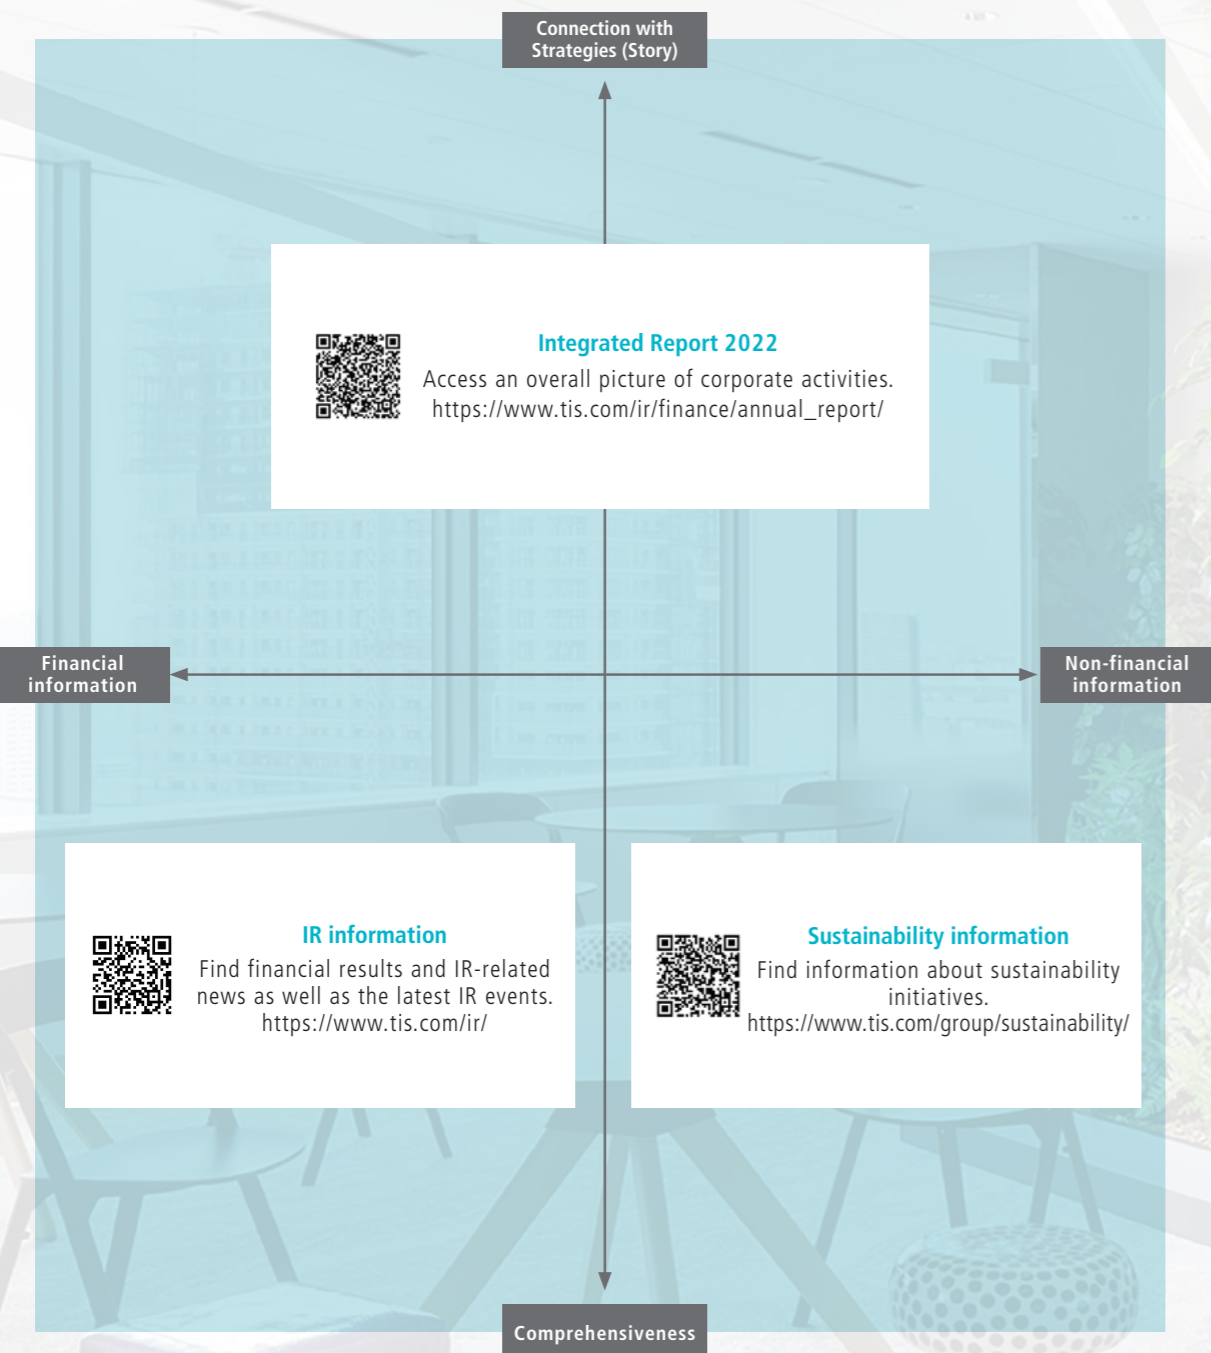 Connection with
Strategies (Story)
Integrated Report 2022
Access an overall picture of corporate activities.
https://www.tis.com/ir/finance/annual_report/
Financial
information
Non-financial
information
IR information
Find financial results and IR-related
news as well as the latest IR events.
https://www.tis.com/ir/
Sustainability information
Find information about sustainability
initiatives.
https://www.tis.com/group/sustainability/
Comprehensiveness